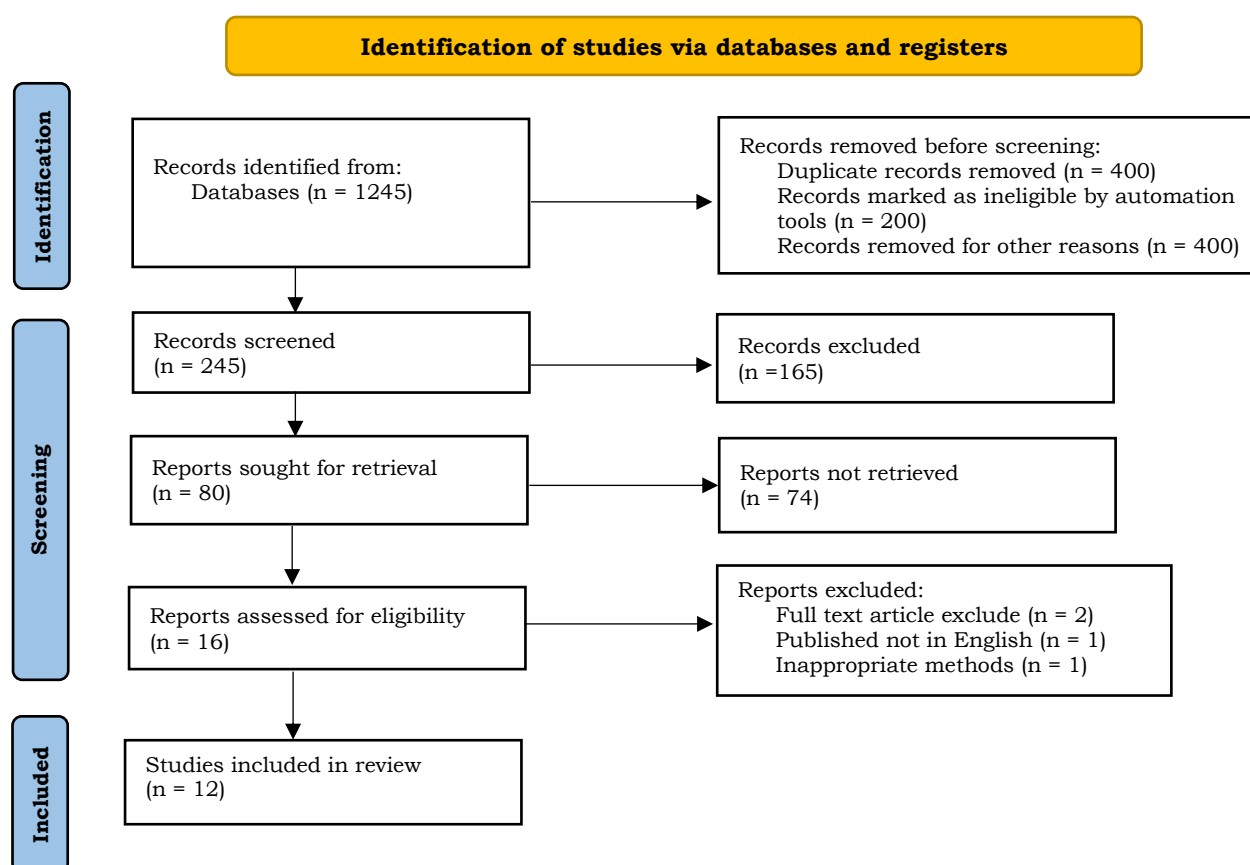 Identification of studies via databases and registers
Identification
Records identified from:
Databases (n = 1245)
Records removed before screening:
Duplicate records removed (n = 400)
Records marked as ineligible by automation
tools (n = 200)
Records removed for other reasons (n = 400)
Screening
Records screened
(n = 245)
Records excluded
(n =165)
Reports sought for retrieval
(n = 80)
Reports not retrieved
(n = 74)
Reports assessed for eligibility
(n = 16)
Reports excluded:
Full text article exclude (n = 2)
Published not in English (n = 1)
Inappropriate methods (n = 1)
Included
Studies included in review
(n = 12)